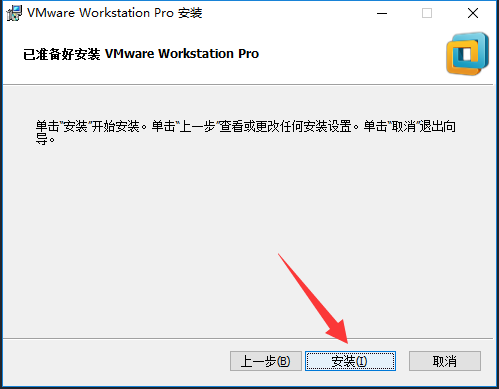 VMware Workstation Pro 安装
已准备好安装 VMware Workstation Pro
单击“安装”开始安装。单击“上一步”查看或更改任何安装设置。单击“取消”退出向
导。
上一步(B) 安装(I) 取消